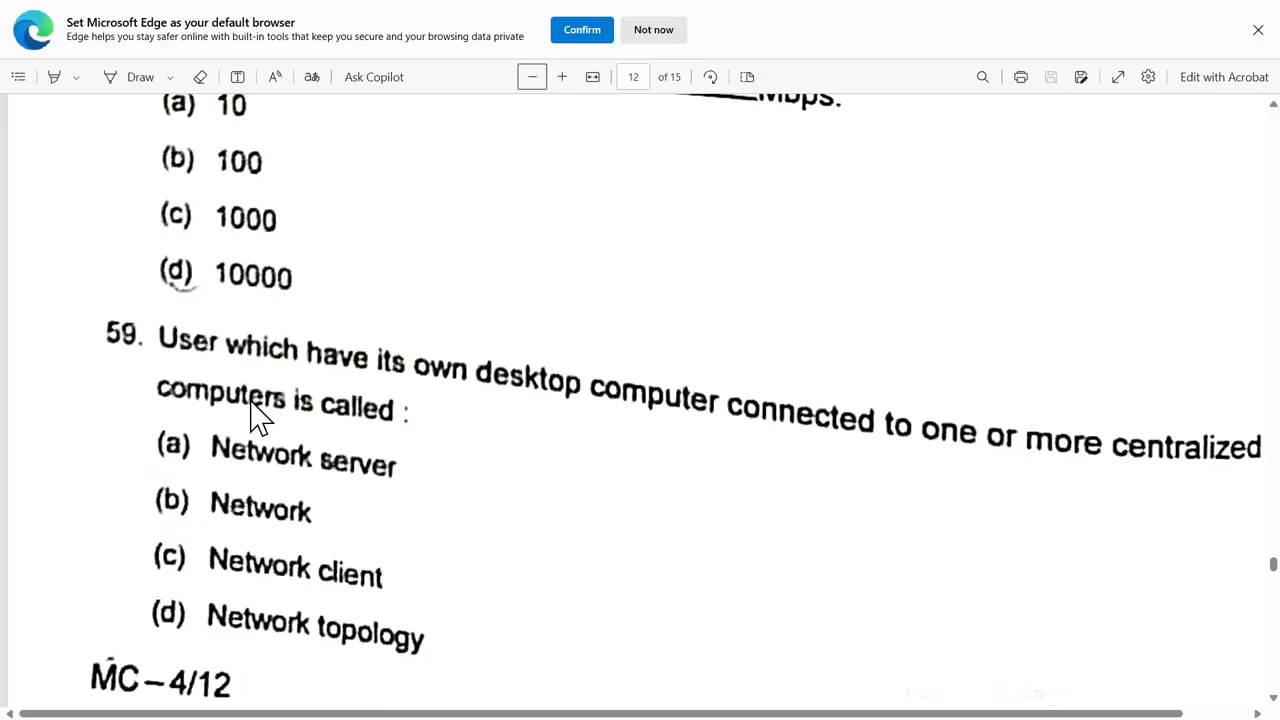 Set Microsoft Edge as your default browser
Edge helps you stay safer online with built-in tools that keep you secure and your browsing data private
Confirm
Not now
Draw
Ask Copilot
12 of 15
Edit with Acrobat
Mbps.
(a) 10
(b) 100
(c) 1000
(d) 10000
59. User which have its own desktop computer connected to one or more centralized
computers is called :
(a) Network server
(b) Network
(c) Network client
(d) Network topology
MC – 4/12